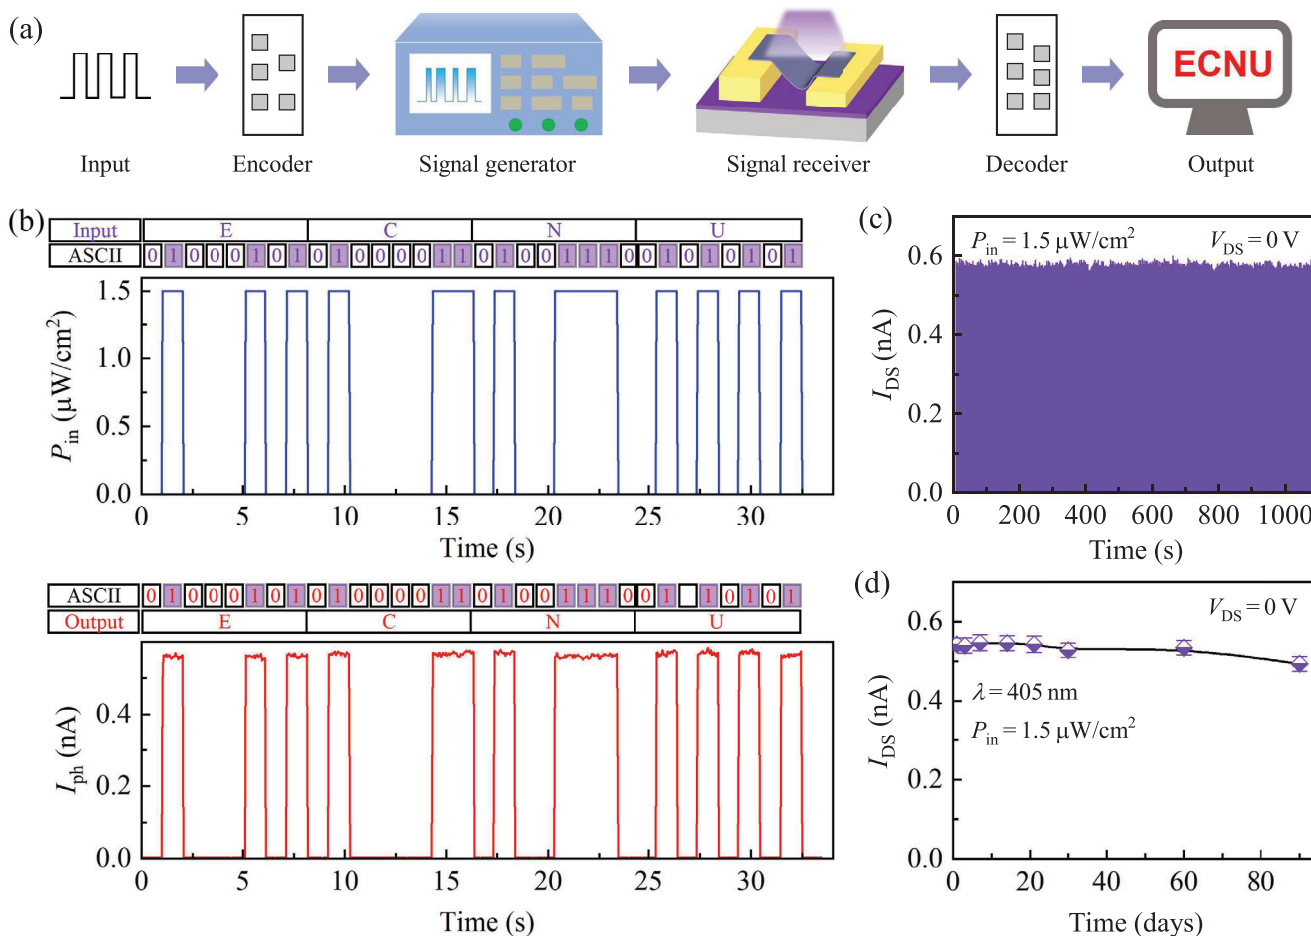 (a)
ECNU
Input
Encoder
Signal generator
Signal receiver
Decoder
Output
(b)
Input E C N U
ASCII 0 1 0 0 0 1 0 1 0 1 0 0 0 0 1 1 0 1 0 0 1 1 1 0 0 1 0 1 0 1 0 1
1.5
1.0
0.5
0.0
P_in (μW/cm²)
0 5 10 15 20 25 30
Time (s)
ASCII 0 1 0 0 0 1 0 1 0 1 0 0 0 0 1 1 0 1 0 0 1 1 1 0 0 1 1 0 1 0 1
Output E C N U
0.4
0.2
0.0
I_ph (nA)
0 5 10 15 20 25 30
Time (s)
(c)
P_in = 1.5 μW/cm² V_DS = 0 V
0.6
0.4
0.2
0.0
I_DS (nA)
0 200 400 600 800 1000
Time (s)
(d)
V_DS = 0 V
λ = 405 nm
P_in = 1.5 μW/cm²
0.6
0.4
0.2
0.0
I_DS (nA)
0 20 40 60 80
Time (days)